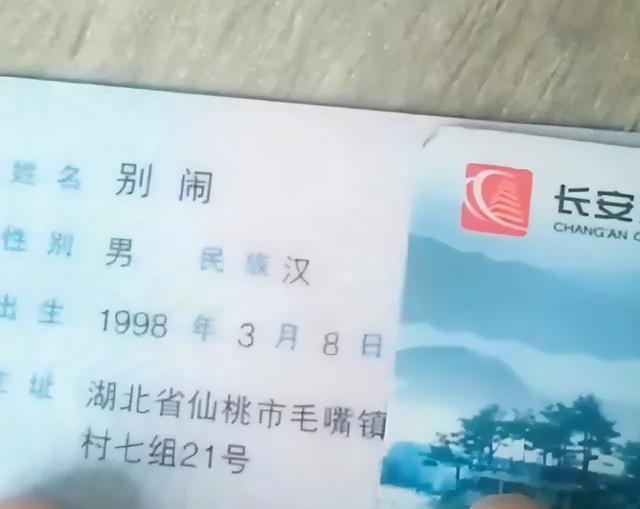 姓名 别闹
性别 男 民族 汉
出生 1998 年 3 月 8 日
住址 湖北省仙桃市毛嘴镇
村七组21号
长安
CHANG'AN C